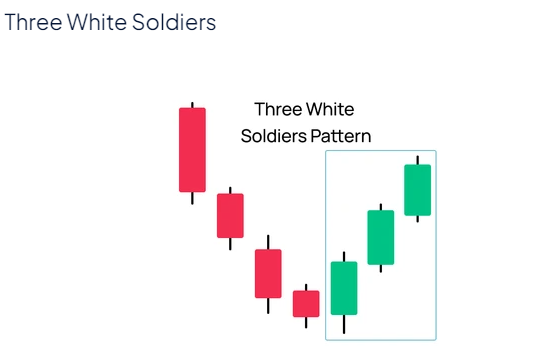 Three White Soldiers
Three White
Soldiers Pattern